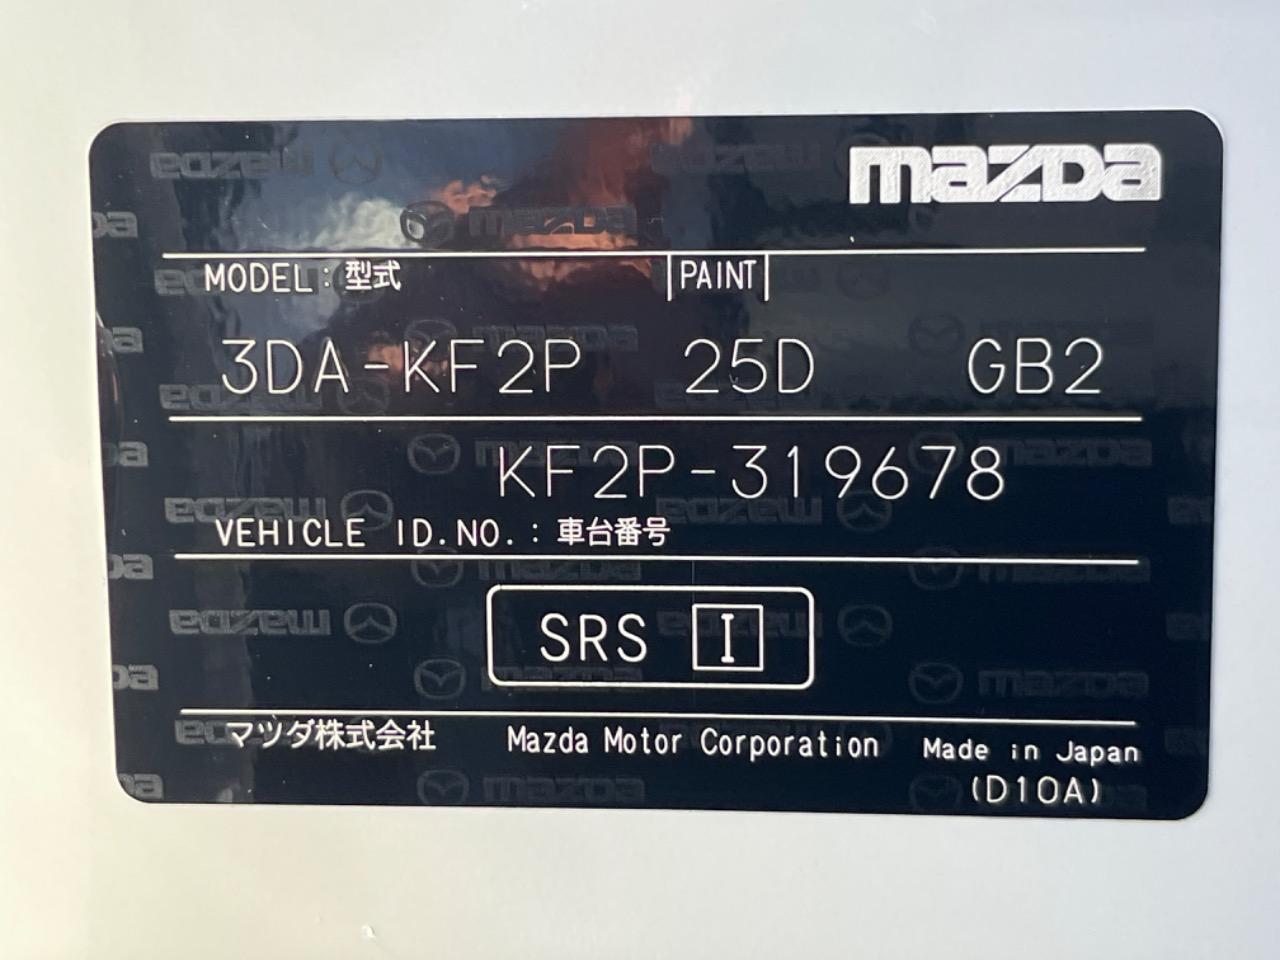 mazda
MODEL: 型式 PAINT
3DA-KF2P 25D GB2
KF2P-319678
VEHICLE ID.NO.: 車台番号
SRS I
マツダ株式会社 Mazda Motor Corporation Made in Japan
(D10A)